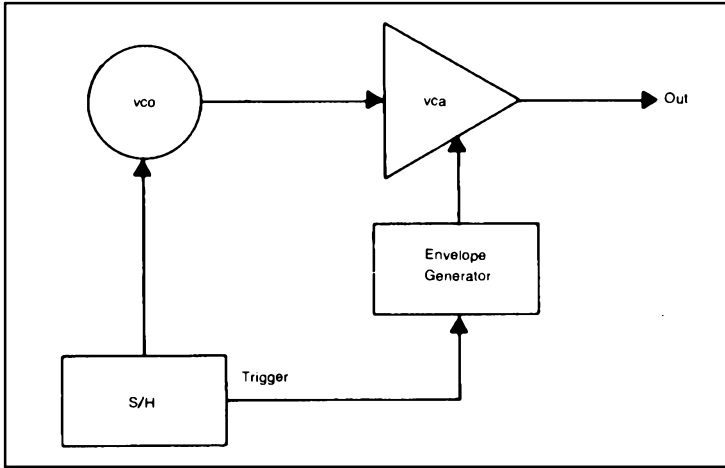 vco
vca
Out
Envelope
Generator
Trigger
S/H